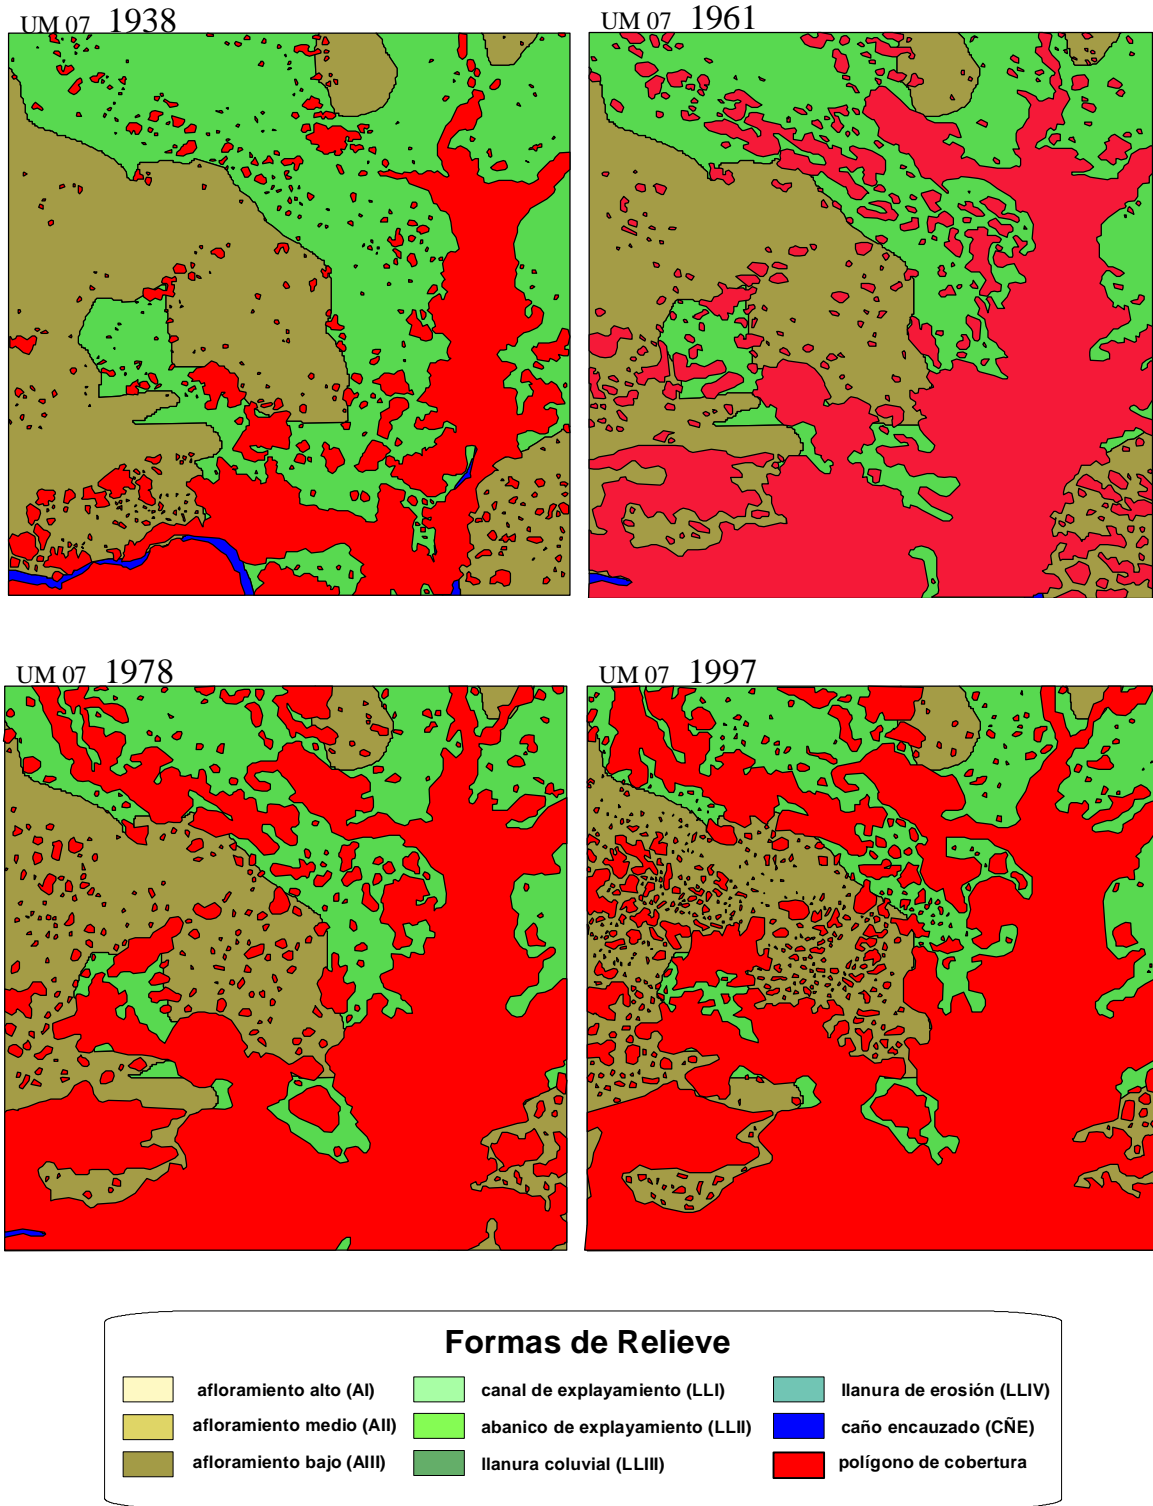 UM 07 1938
UM 07 1961
UM 07 1978
UM 07 1997
Formas de Relieve
afloramiento alto (AI)
canal de explayamiento (LLI)
llanura de erosión (LLIV)
afloramiento medio (AII)
abanico de explayamiento (LLII)
caño encauzado (CÑE)
afloramiento bajo (AIII)
llanura coluvial (LLIII)
polígono de cobertura